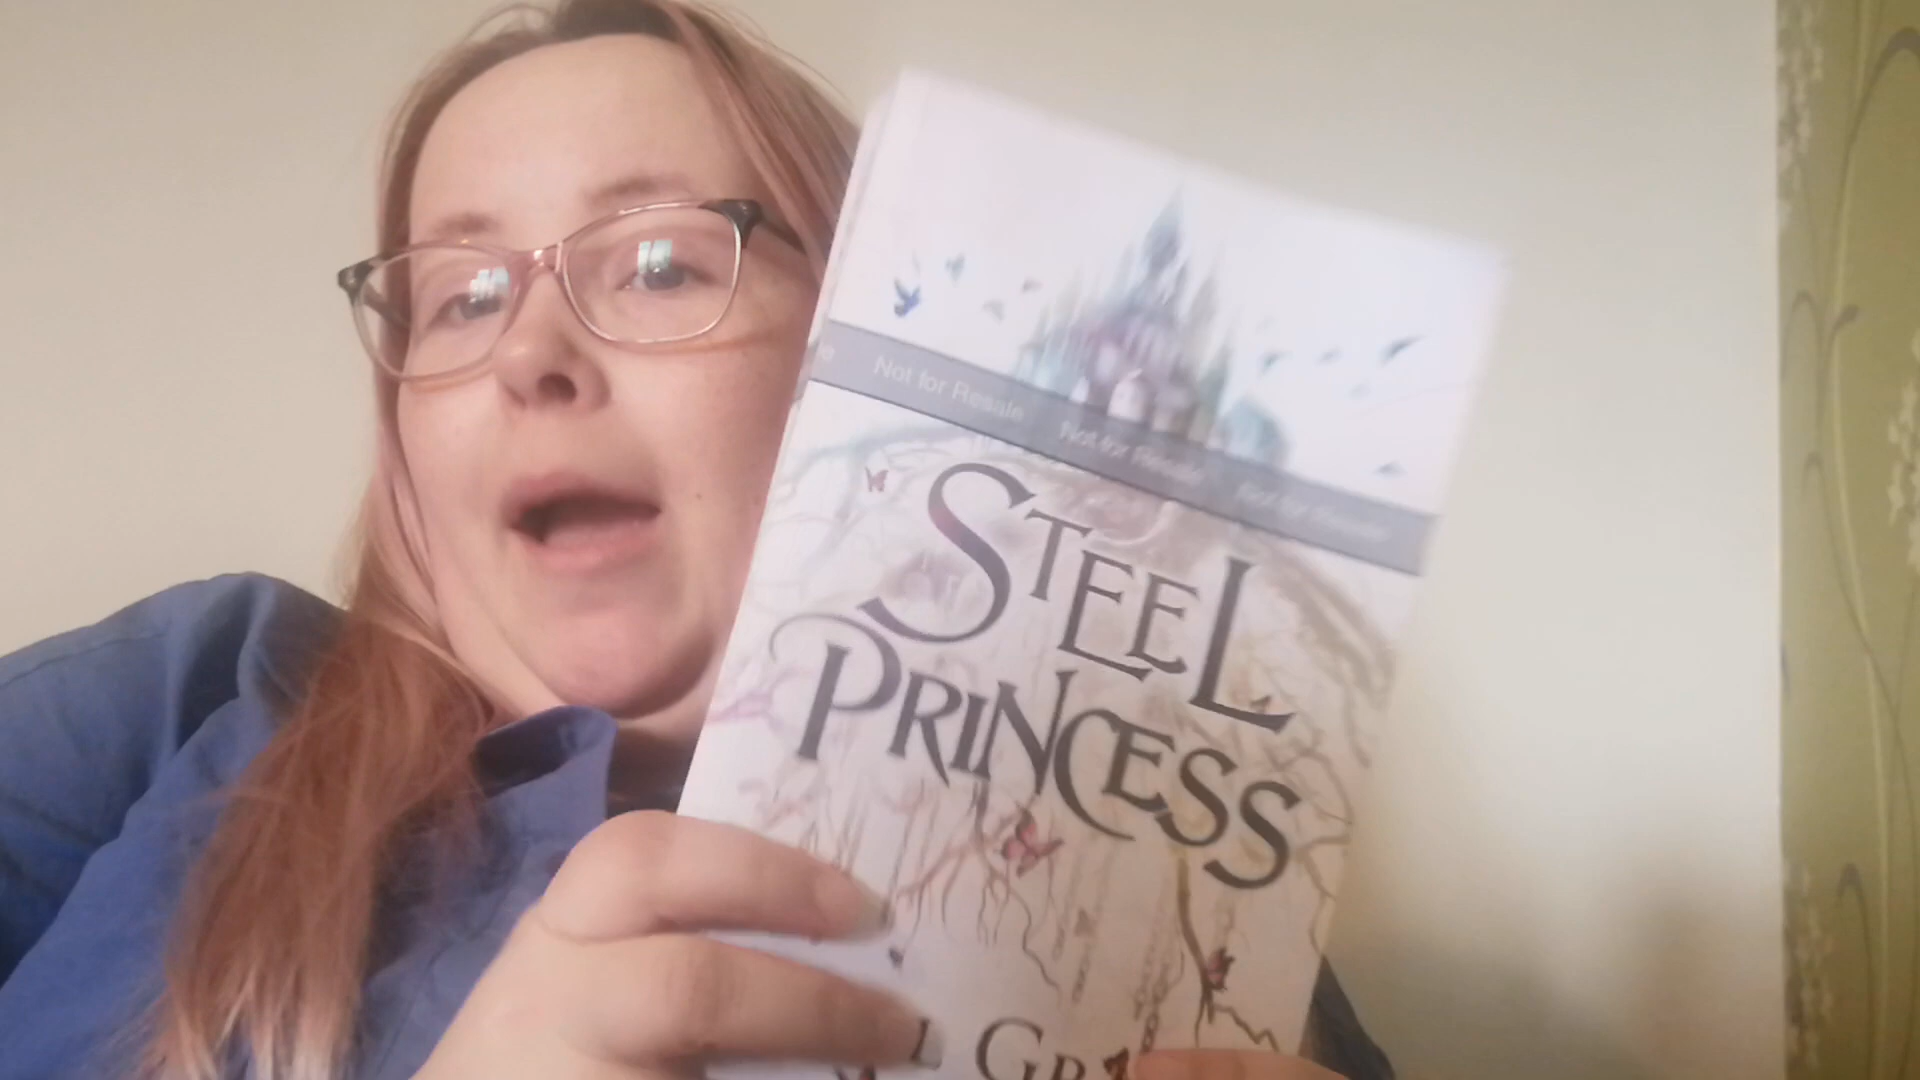 Not for Resale Not for Resale Not for Resale
STEEL
PRINCESS